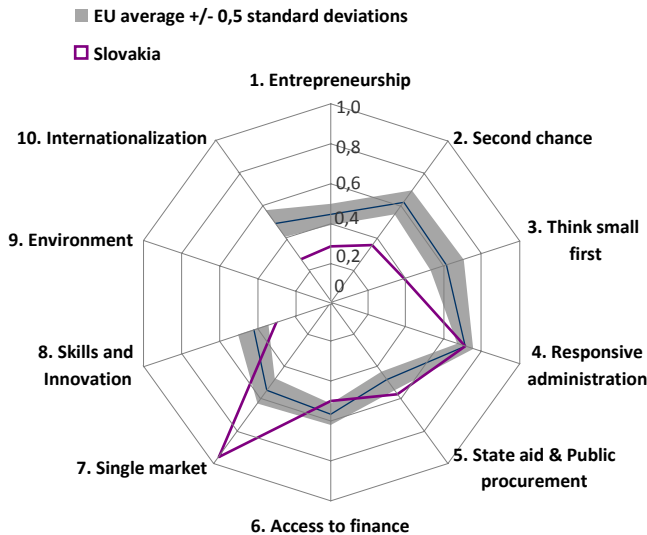 EU average +/- 0,5 standard deviations
Slovakia
1. Entrepreneurship
1,0
10. Internationalization
2. Second chance
0,8
0,6
9. Environment
3. Think small
first
0,4
0,2
0
8. Skills and
Innovation
4. Responsive
administration
7. Single market
5. State aid & Public
procurement
6. Access to finance